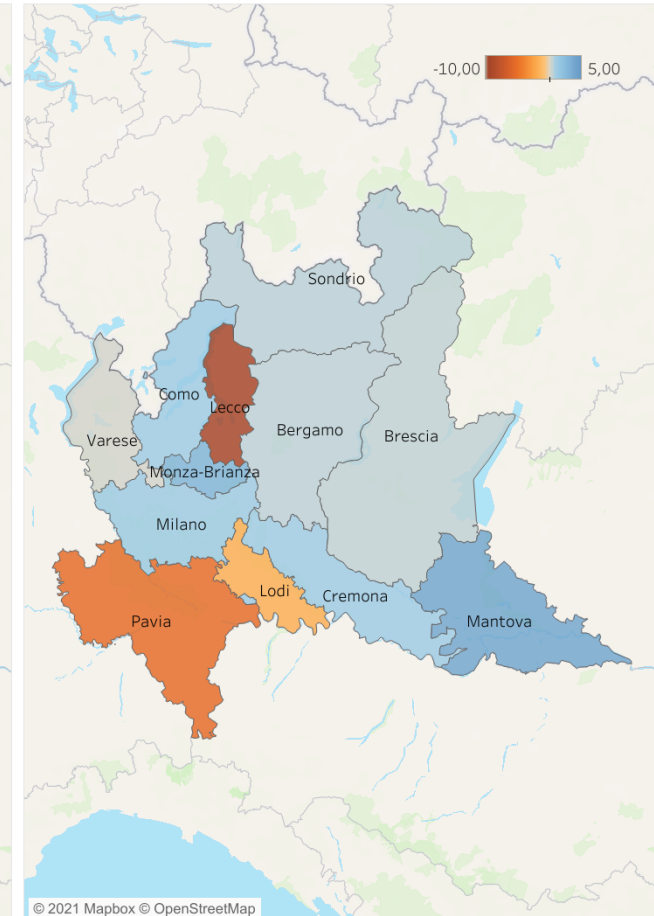 -10,00 5,00
Sondrio
Como
Lecco
Varese
Bergamo
Brescia
Monza-Brianza
Milano
Lodi
Cremona
Pavia
Mantova
© 2021 Mapbox © OpenStreetMap